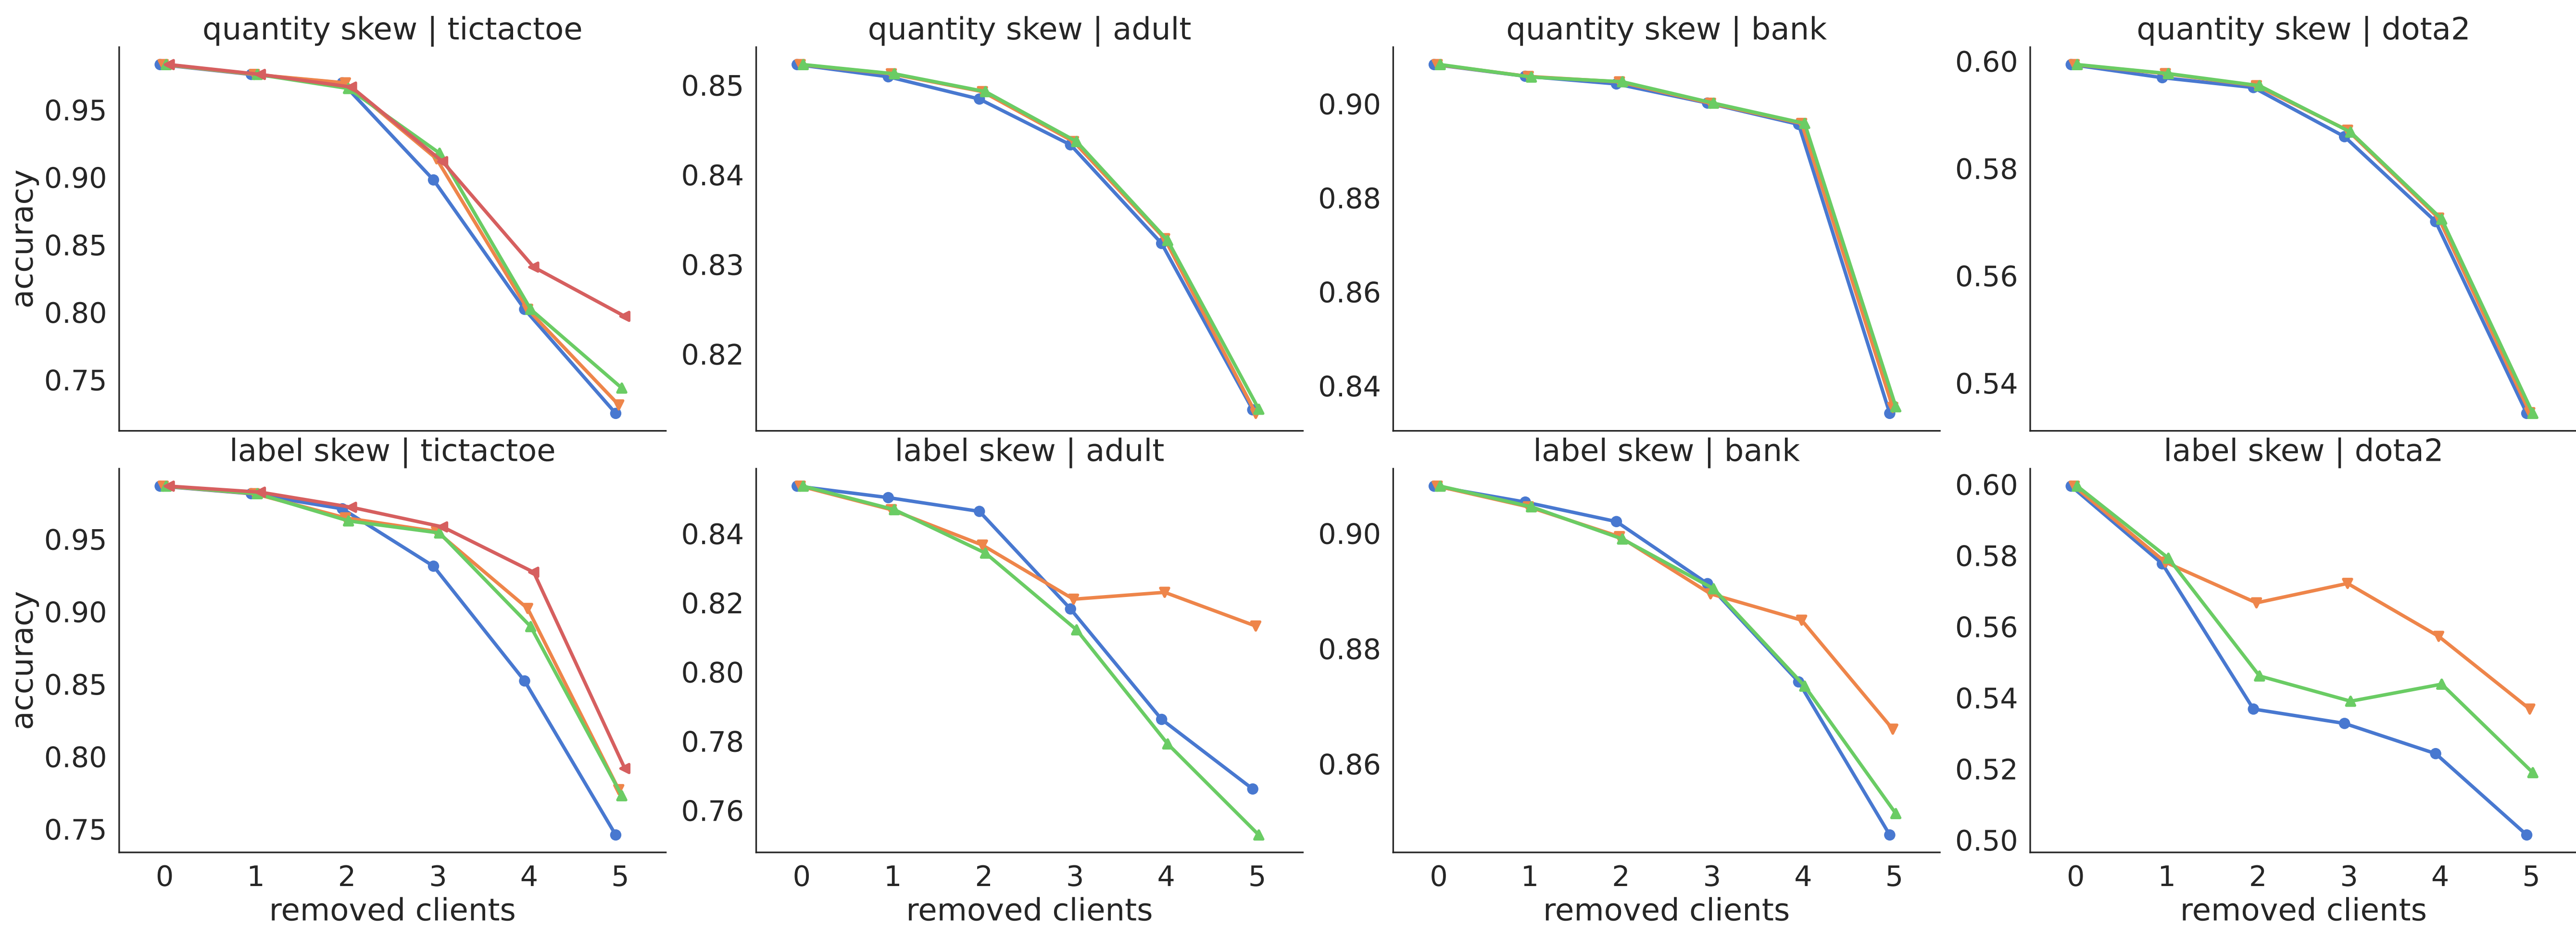 quantity skew | tictactoe
quantity skew | adult
quantity skew | bank
quantity skew | dota2
accuracy
0.95
0.90
0.85
0.80
0.75
0.85
0.84
0.83
0.82
0.90
0.88
0.86
0.84
0.60
0.58
0.56
0.54
label skew | tictactoe
label skew | adult
label skew | bank
label skew | dota2
accuracy
0.95
0.90
0.85
0.80
0.75
0.84
0.82
0.80
0.78
0.76
0.90
0.88
0.86
0.60
0.58
0.56
0.54
0.52
0.50
0 1 2 3 4 5
0 1 2 3 4 5
0 1 2 3 4 5
0 1 2 3 4 5
removed clients
removed clients
removed clients
removed clients